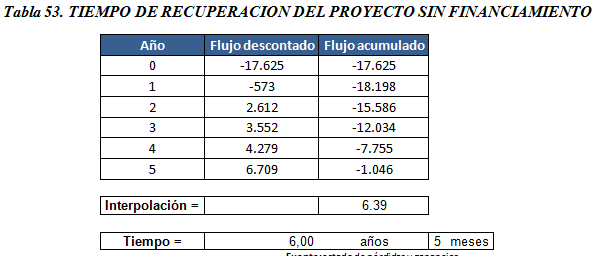 Tabla 53. TIEMPO DE RECUPERACION DEL PROYECTO SIN FINANCIAMIENTO
Año Flujo descontado Flujo acumulado
0 -17.625 -17.625
1 -573 -18.198
2 2.612 -15.586
3 3.552 -12.034
4 4.279 -7.755
5 6.709 -1.046
Interpolación = 6.39
Tiempo = 6,00 años 5 meses